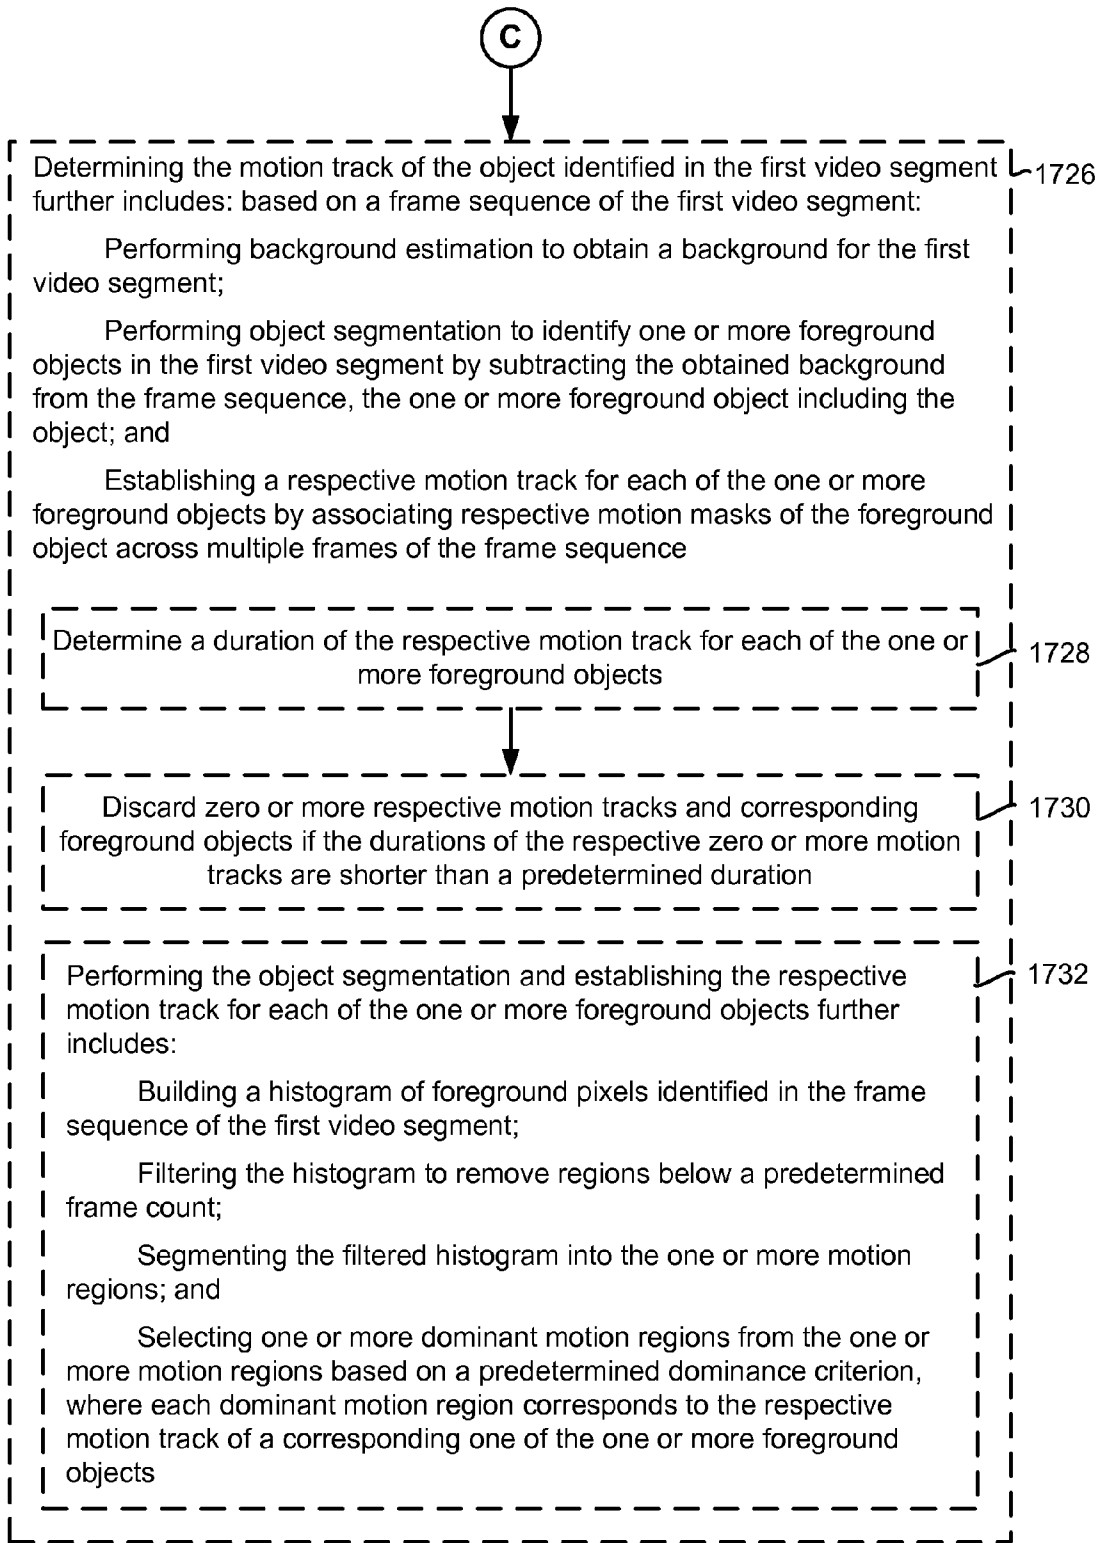 C
Determining the motion track of the object identified in the first video segment
further includes: based on a frame sequence of the first video segment:
Performing background estimation to obtain a background for the first
video segment;
Performing object segmentation to identify one or more foreground
objects in the first video segment by subtracting the obtained background
from the frame sequence, the one or more foreground object including the
object; and
Establishing a respective motion track for each of the one or more
foreground objects by associating respective motion masks of the foreground
object across multiple frames of the frame sequence
1726
Determine a duration of the respective motion track for each of the one or
more foreground objects
1728
Discard zero or more respective motion tracks and corresponding
foreground objects if the durations of the respective zero or more motion
tracks are shorter than a predetermined duration
1730
Performing the object segmentation and establishing the respective
motion track for each of the one or more foreground objects further
includes:
Building a histogram of foreground pixels identified in the frame
sequence of the first video segment;
Filtering the histogram to remove regions below a predetermined
frame count;
Segmenting the filtered histogram into the one or more motion
regions; and
Selecting one or more dominant motion regions from the one or
more motion regions based on a predetermined dominance criterion,
where each dominant motion region corresponds to the respective
motion track of a corresponding one of the one or more foreground
objects
1732